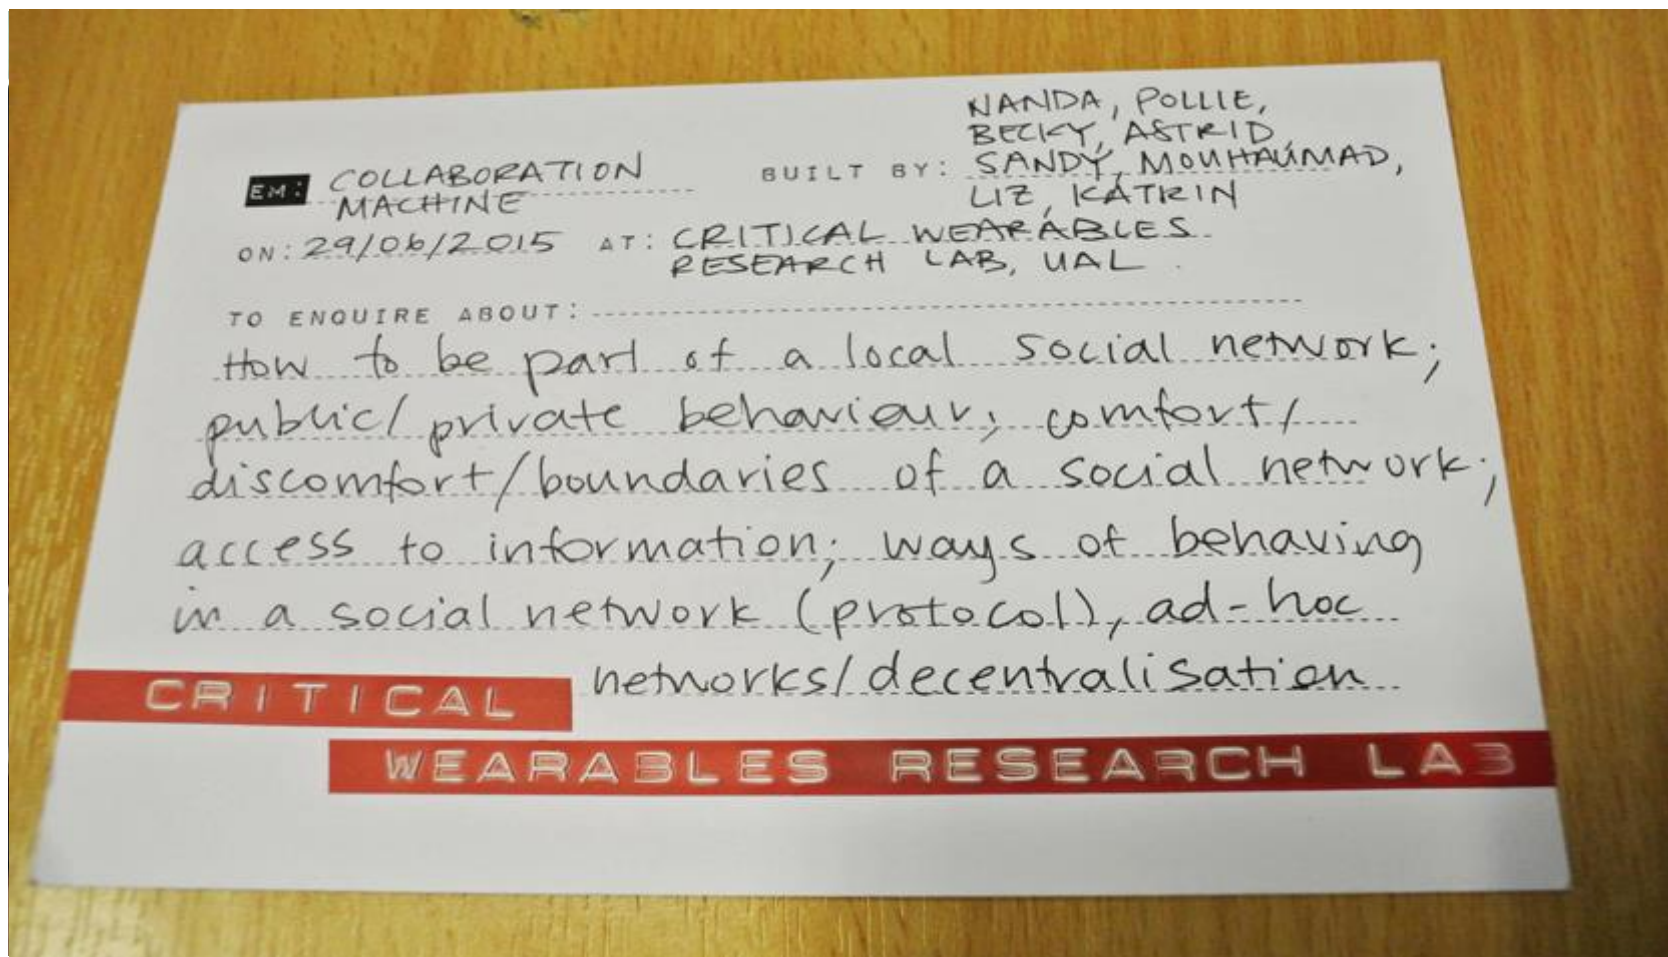 NANDA, POLLIE,
BECKY, ASTRID
EM: COLLABORATION BUILT BY: SANDY, MOUHAUMAD,
MACHINE LIZ, KATRIN
ON: 29/06/2015 AT: CRITICAL WEARABLES
RESEARCH LAB, UAL.
TO ENQUIRE ABOUT:
How to be part of a local social network;
public/private behaviour; comfort/
discomfort/boundaries of a social network;
access to information; ways of behaving
in a social network (protocol), ad-hoc
networks/decentralisation
CRITICAL
WEARABLES RESEARCH LAB